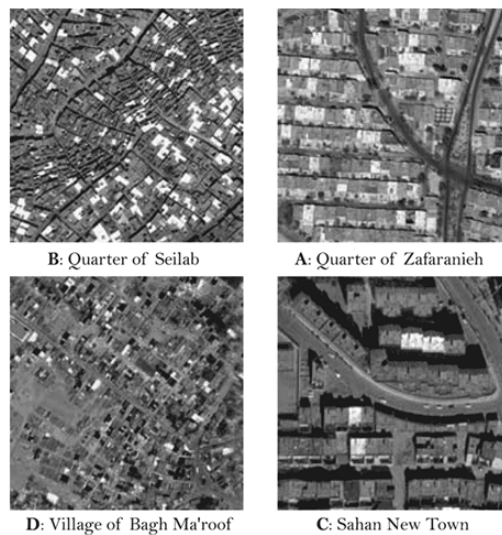 B: Quarter of Seilab
A: Quarter of Zafaranieh
D: Village of Bagh Ma'roof
C: Sahan New Town